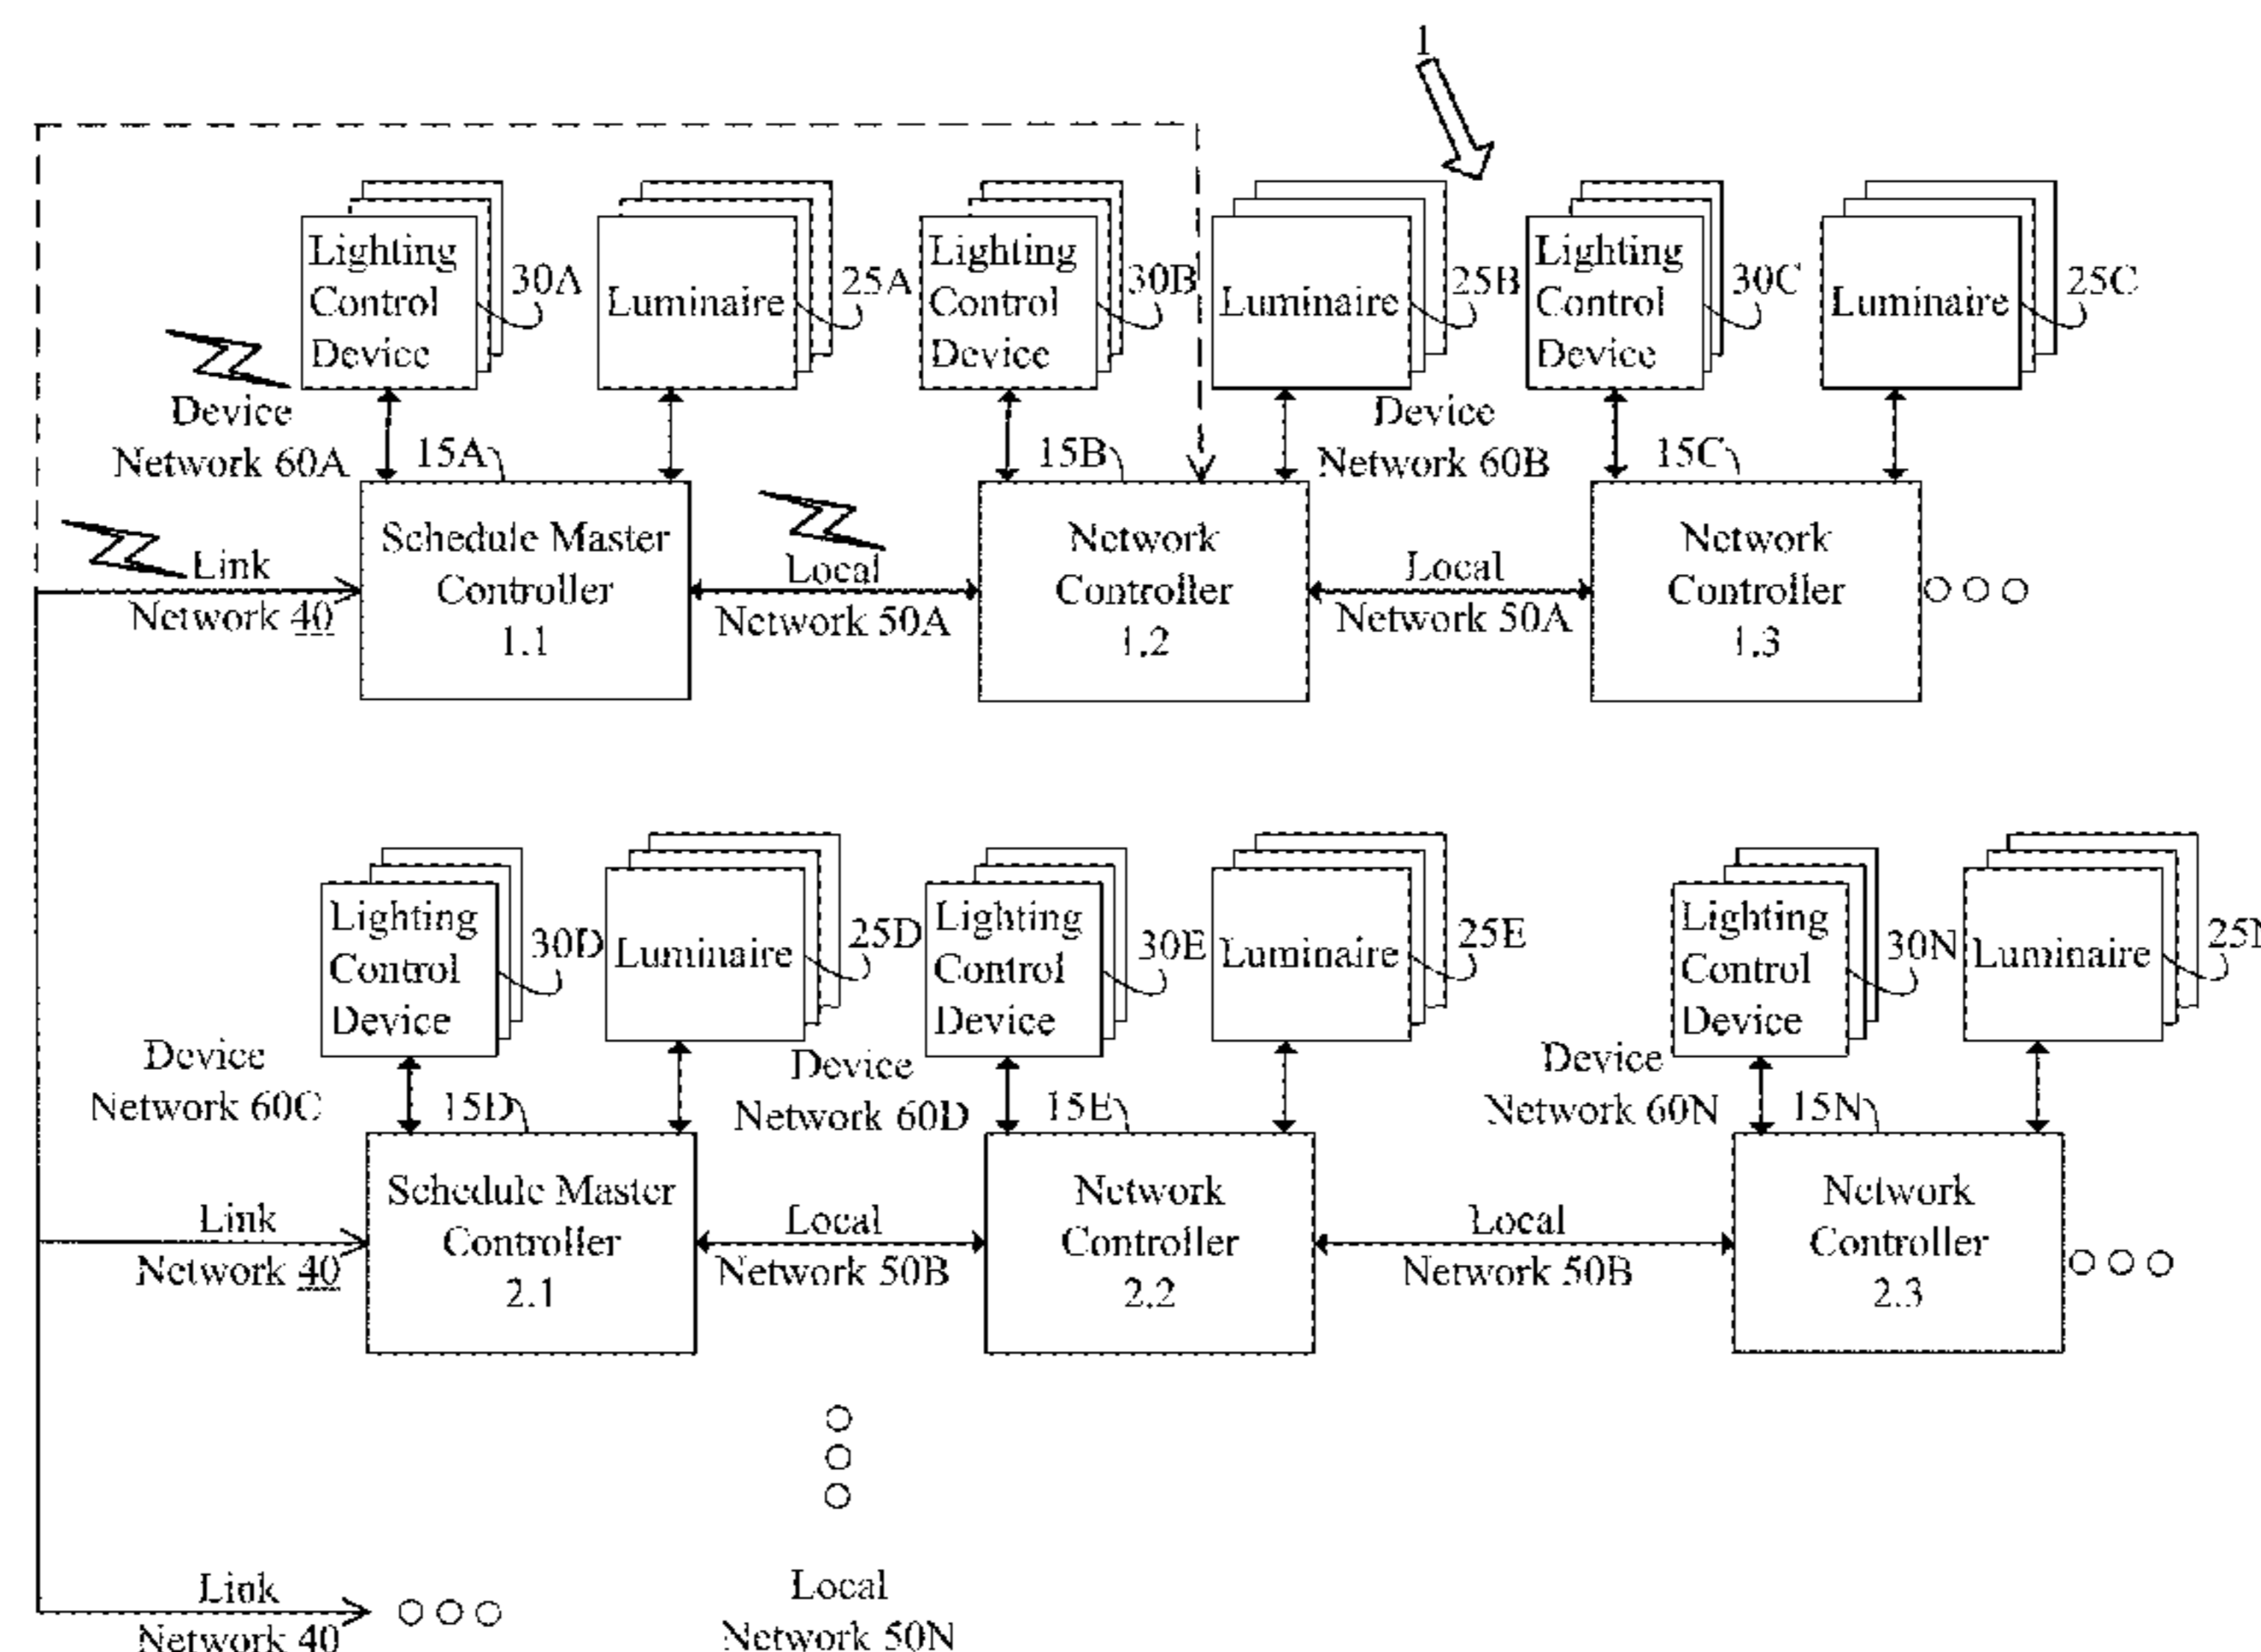 1
Lighting
Control
Device
30A
Luminaire
25A
Lighting
Control
Device
30B
Luminaire
25B
Lighting
Control
Device
30C
Luminaire
25C
Device
Network 60A
Device
Network 60B
15A
15B
15C
Link
Network 40
Schedule Master
Controller
1.1
Local
Network 50A
Network
Controller
1.2
Local
Network 50A
Network
Controller
1.3
Lighting
Control
Device
30D
Luminaire
25D
Lighting
Control
Device
30E
Luminaire
25E
Lighting
Control
Device
30N
Luminaire
25N
Device
Network 60C
Device
Network 60D
Device
Network 60N
15D
15E
15N
Link
Network 40
Schedule Master
Controller
2.1
Local
Network 50B
Network
Controller
2.2
Local
Network 50B
Network
Controller
2.3
Link
Network 40
Local
Network 50N